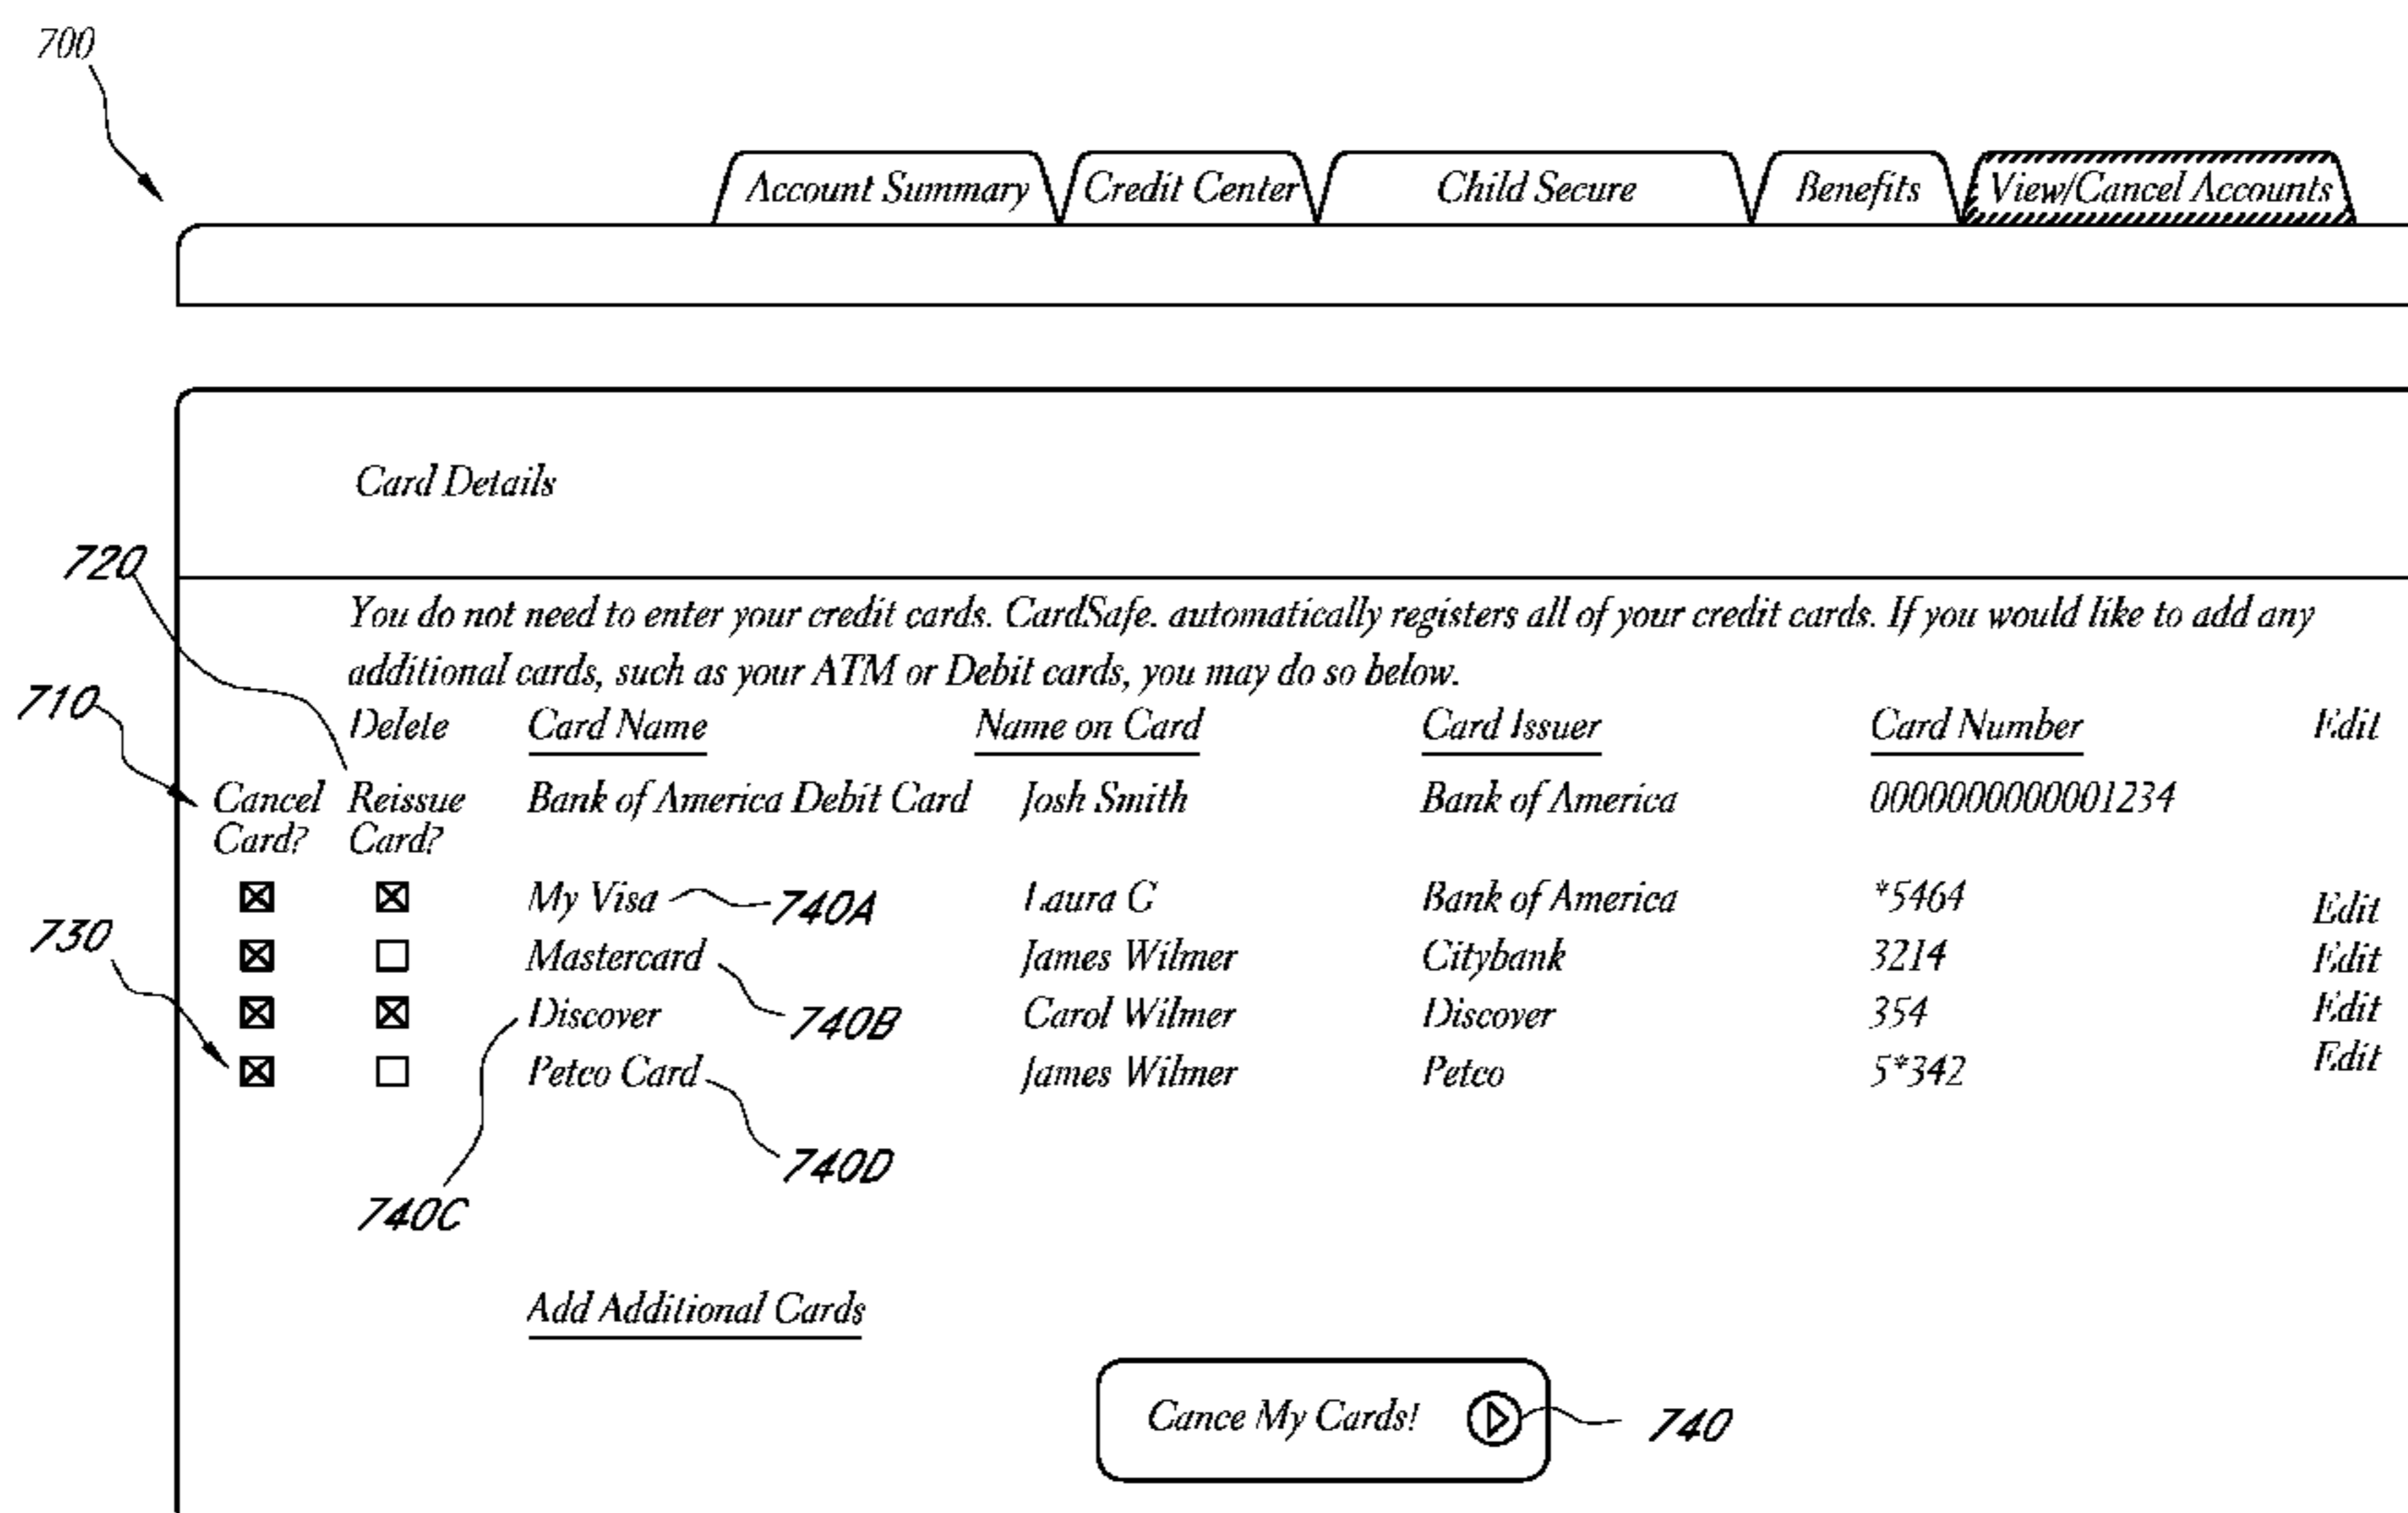 700
Account Summary Credit Center Child Secure Benefits View/Cancel Accounts
Card Details
720
You do not need to enter your credit cards. CardSafe. automatically registers all of your credit cards. If you would like to add any
additional cards, such as your ATM or Debit cards, you may do so below.
710
Delete Card Name Name on Card Card Issuer Card Number Edit
Cancel Reissue Bank of America Debit Card Josh Smith Bank of America 0000000000001234
Card? Card?
My Visa 740A Laura G Bank of America *5464 Edit
730
Mastercard James Wilmer Citybank 3214 Edit
Discover 740B Carol Wilmer Discover 354 Edit
Petco Card James Wilmer Petco 5*342 Edit
740D
740C
Add Additional Cards
Cance My Cards! 740